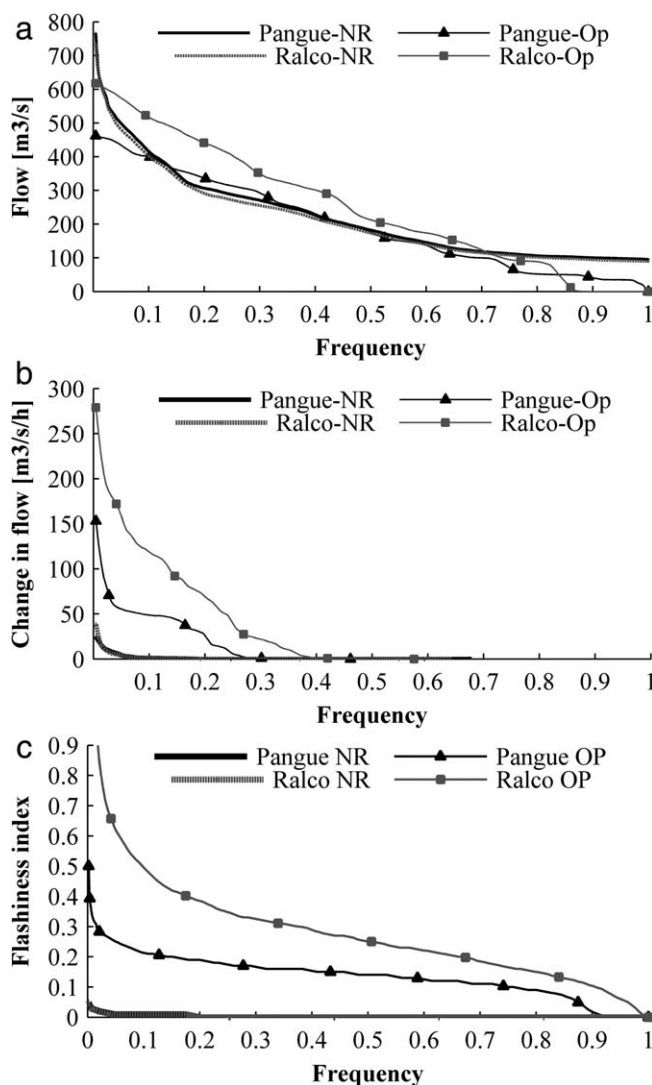 a
800
700
600
500
400
300
200
100
0
Flow [m3/s]
Pangue-NR Pangue-Op
Ralco-NR Ralco-Op
0.1 0.2 0.3 0.4 0.5 0.6 0.7 0.8 0.9 1
Frequency
b
300
250
200
150
100
50
0
Change in flow [m3/s/h]
Pangue-NR Pangue-Op
Ralco-NR Ralco-Op
0.1 0.2 0.3 0.4 0.5 0.6 0.7 0.8 0.9 1
Frequency
c
0.9
0.8
0.7
0.6
0.5
0.4
0.3
0.2
0.1
0
Flashiness index
Pangue NR Pangue OP
Ralco NR Ralco OP
0 0.1 0.2 0.3 0.4 0.5 0.6 0.7 0.8 0.9 1
Frequency